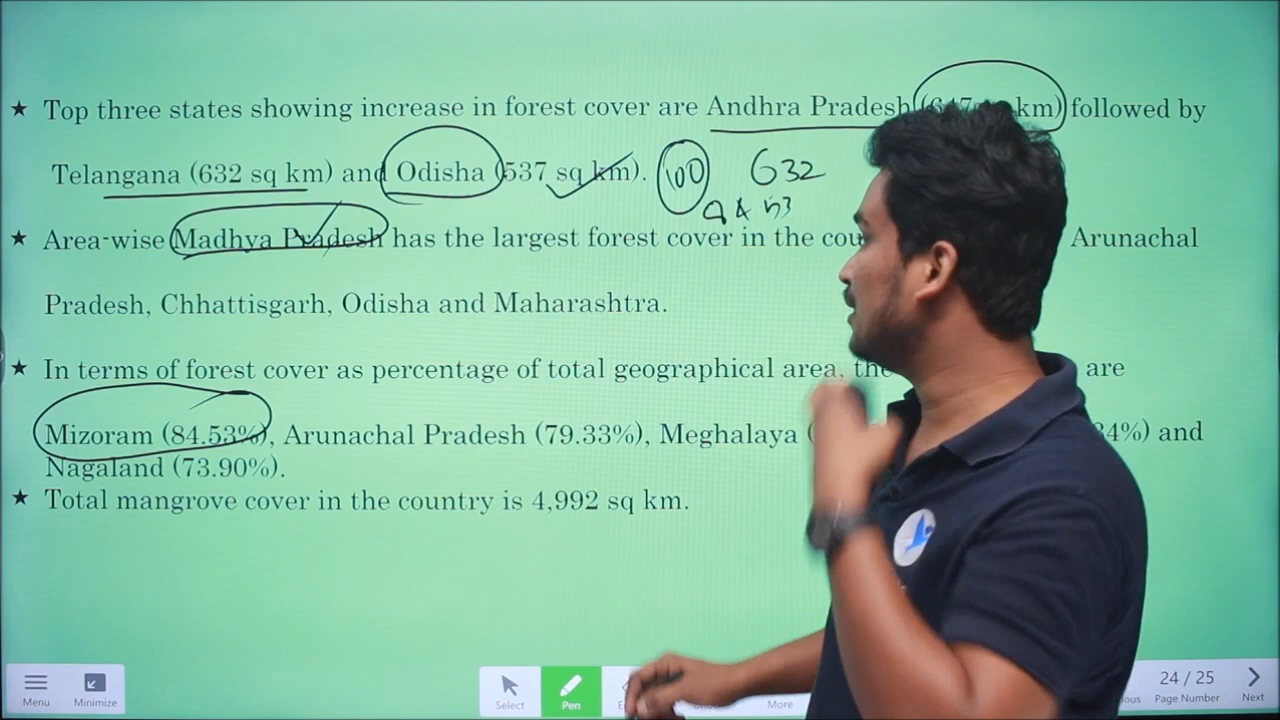 ★ Top three states showing increase in forest cover are Andhra Pradesh (647 km) followed by
Telangana (632 sq km) and Odisha (537 sq km). 100 632
★ Area-wise Madhya Pradesh has the largest forest cover in the Arunachal
Pradesh, Chhattisgarh, Odisha and Maharashtra.
★ In terms of forest cover as percentage of total geographical area, are
Mizoram (84.53%), Arunachal Pradesh (79.33%), Meghalaya ( 34%) and
Nagaland (73.90%).
★ Total mangrove cover in the country is 4,992 sq km.
Menu Minimize Select Pen More 24 / 25 Page Number Next